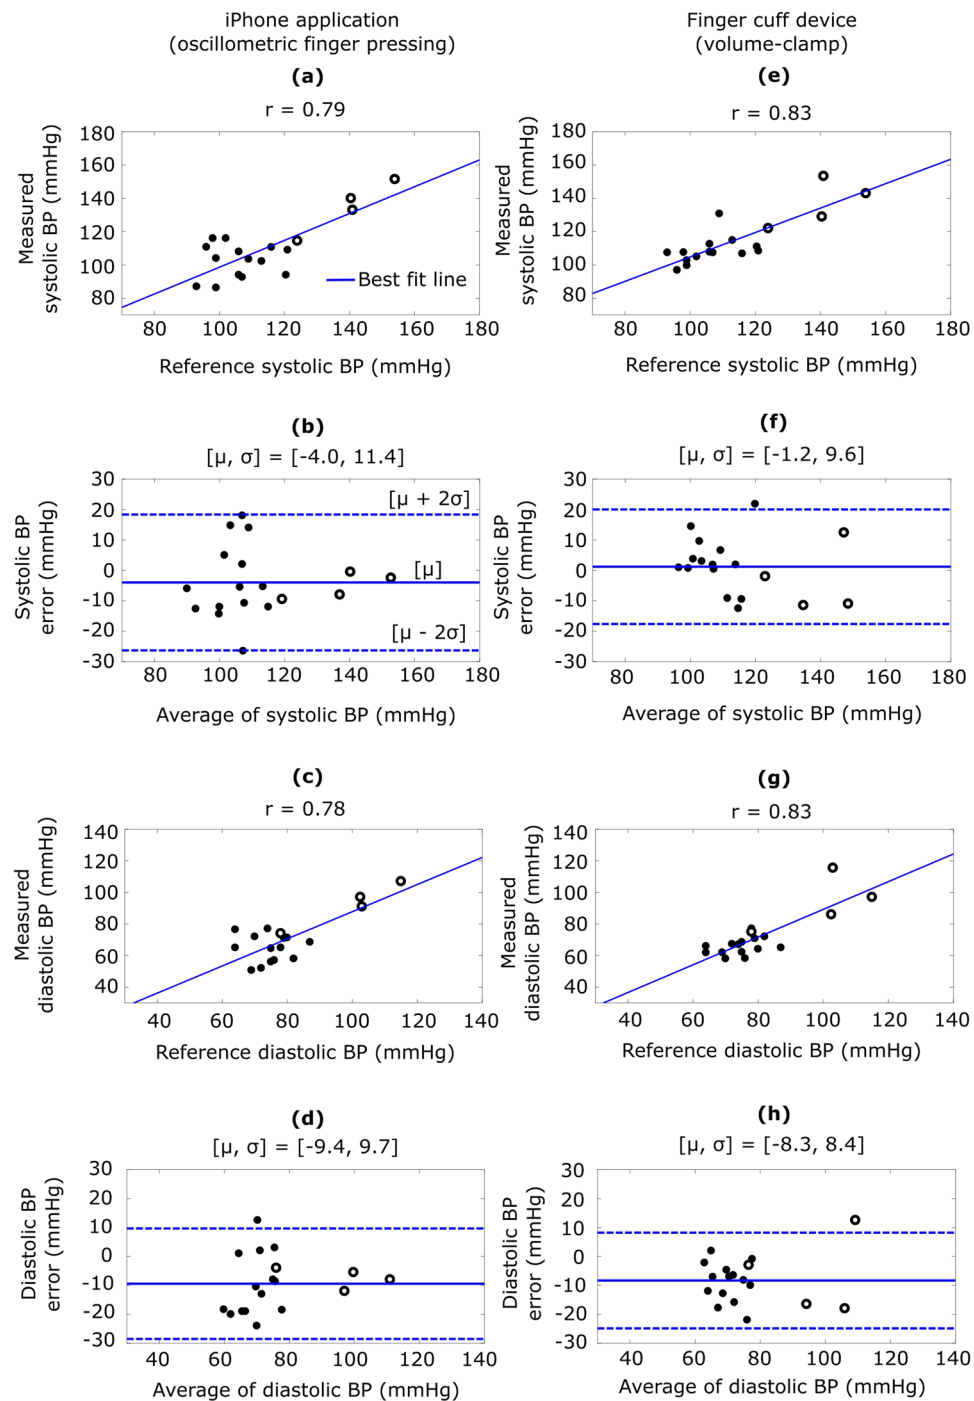 iPhone application
(oscillometric finger pressing)
Finger cuff device
(volume-clamp)
(a)
r = 0.79
Measured
systolic BP (mmHg)
180
160
140
120
100
80
Best fit line
80
100
120
140
160
180
Reference systolic BP (mmHg)
(e)
r = 0.83
Measured
systolic BP (mmHg)
180
160
140
120
100
80
80
100
120
140
160
180
Reference systolic BP (mmHg)
(b)
[μ, σ] = [-4.0, 11.4]
Systolic BP
error (mmHg)
30
20
10
0
-10
-20
-30
[μ + 2σ]
[μ]
[μ - 2σ]
80
100
120
140
160
180
Average of systolic BP (mmHg)
(f)
[μ, σ] = [-1.2, 9.6]
Systolic BP
error (mmHg)
30
20
10
0
-10
-20
-30
80
100
120
140
160
180
Average of systolic BP (mmHg)
(c)
r = 0.78
Measured
diastolic BP (mmHg)
140
120
100
80
60
40
40
60
80
100
120
140
Reference diastolic BP (mmHg)
(g)
r = 0.83
Measured
diastolic BP (mmHg)
140
120
100
80
60
40
40
60
80
100
120
140
Reference diastolic BP (mmHg)
(d)
[μ, σ] = [-9.4, 9.7]
Diastolic BP
error (mmHg)
30
20
10
0
-10
-20
-30
40
60
80
100
120
140
Average of diastolic BP (mmHg)
(h)
[μ, σ] = [-8.3, 8.4]
Diastolic BP
error (mmHg)
30
20
10
0
-10
-20
-30
40
60
80
100
120
140
Average of diastolic BP (mmHg)